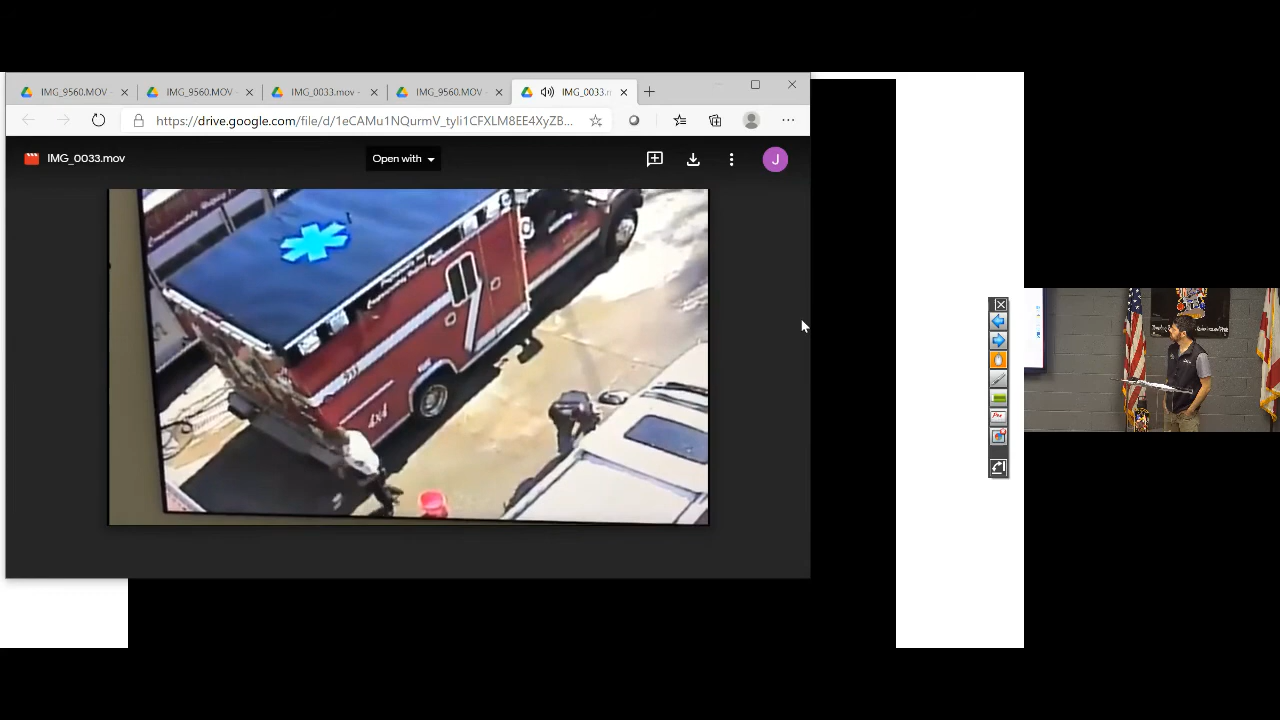 IMG_9560.MOV -
IMG_9560.MOV -
IMG_0033.mov -
IMG_9560.MOV -
IMG_0033.m
https://drive.google.com/file/d/1eCAMu1NQurmV_tyli1CFXLM8EE4XyZB...
IMG_0033.mov
Open with
J
4x4